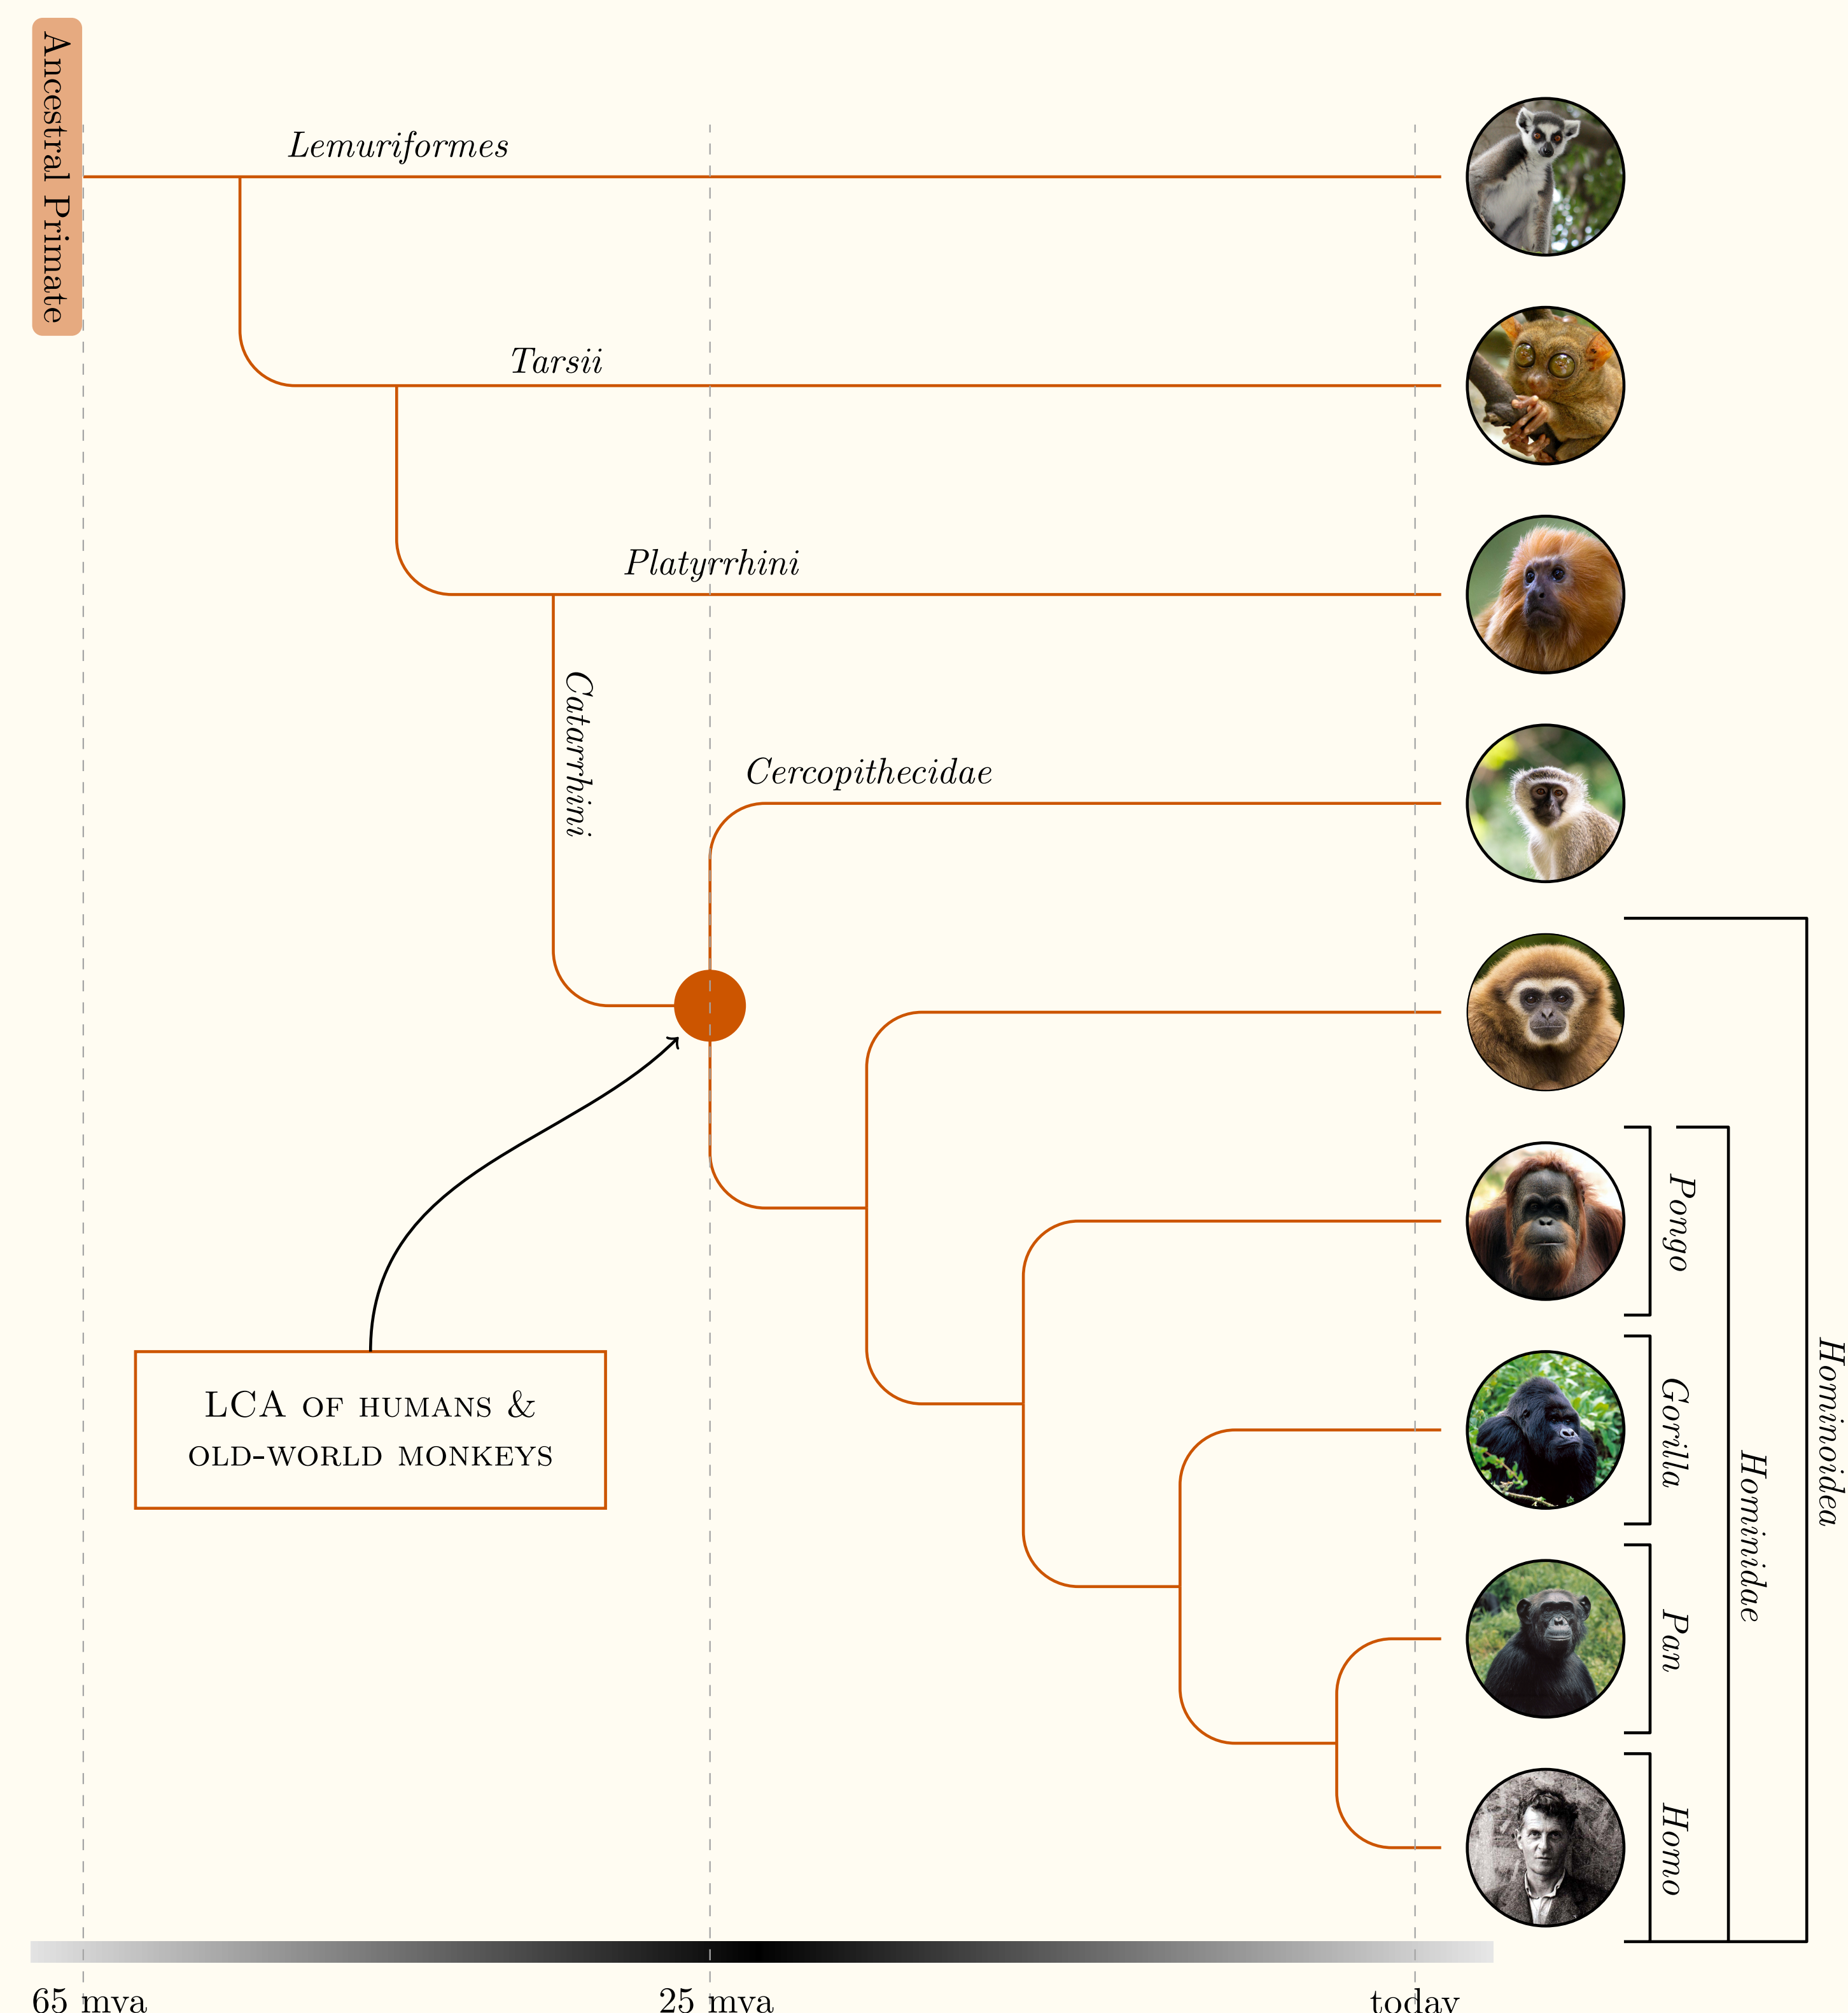 Ancestral Primate
Lemuriformes
Tarsii
Platyrrhini
Catarrhini
Cercopithecidae
LCA OF HUMANS &
OLD-WORLD MONKEYS
Pongo
Gorilla
Pan
Homo
Hominidae
Hominoidea
65 mya
25 mya
today